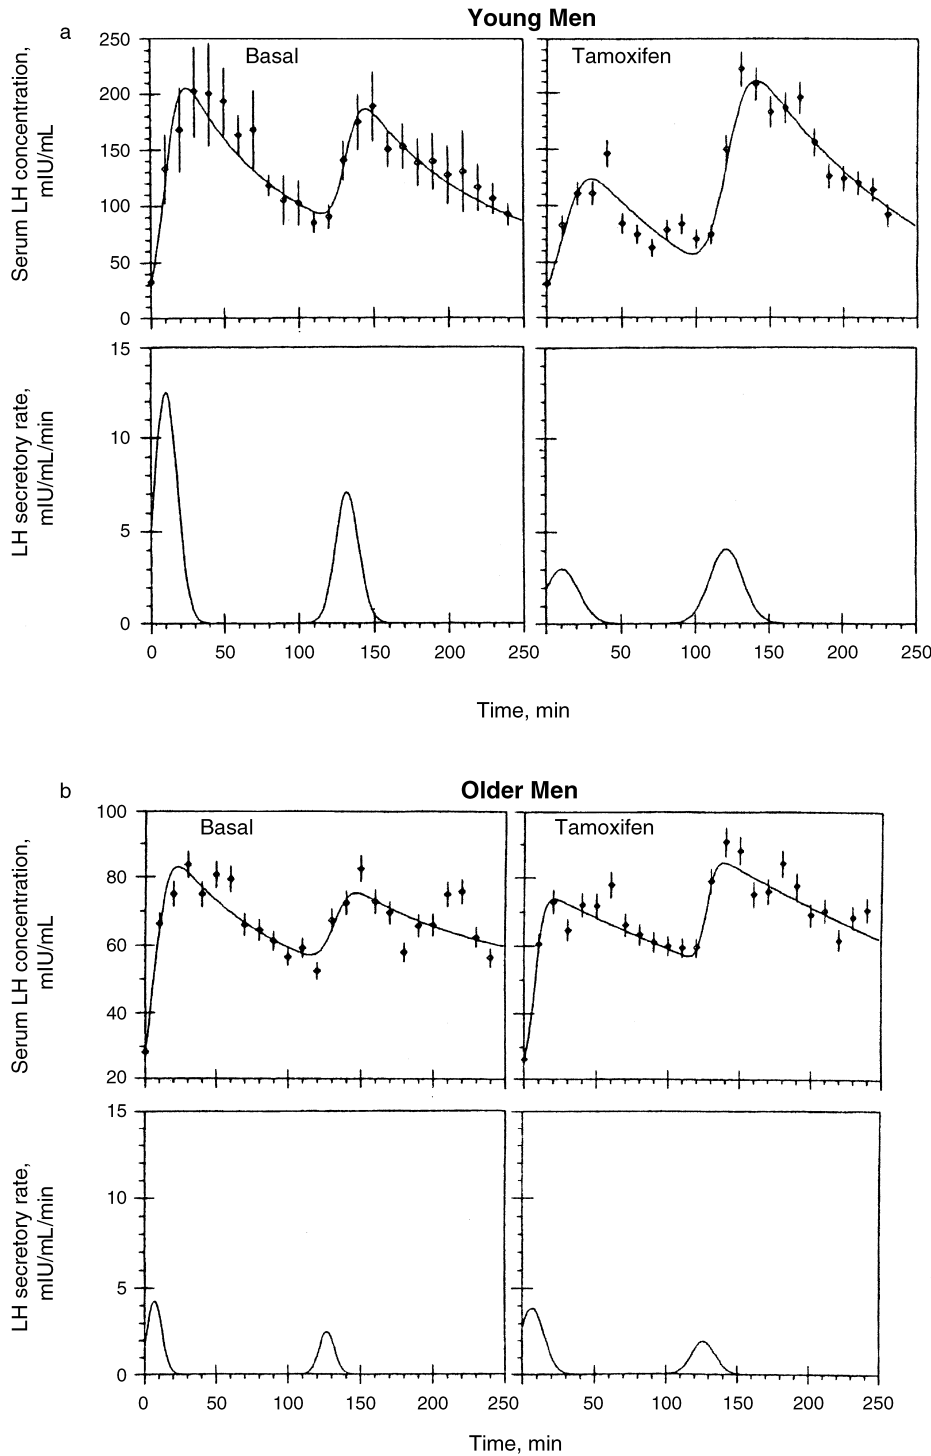 Young Men
a
Basal
Tamoxifen
Serum LH concentration,
mIU/mL
250
200
150
100
50
0
LH secretory rate,
mIU/mL/min
15
10
5
0
0 50 100 150 200 250
50 100 150 200 250
Time, min
b
Older Men
Basal
Tamoxifen
Serum LH concentration,
mIU/mL
100
80
60
40
20
LH secretory rate,
mIU/mL/min
15
10
5
0
0 50 100 150 200
50 100 150 200 250
Time, min